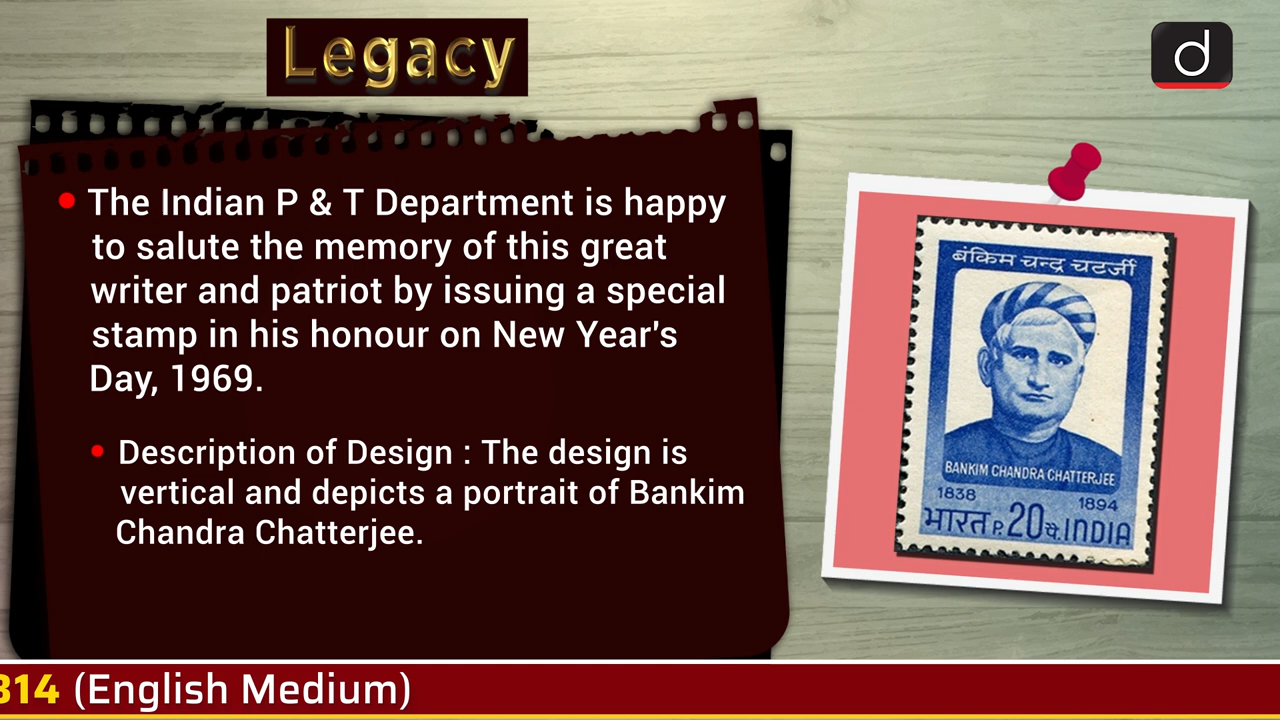 Legacy
d
The Indian P & T Department is happy
to salute the memory of this great
writer and patriot by issuing a special
stamp in his honour on New Year's
Day, 1969.
Description of Design : The design is
vertical and depicts a portrait of Bankim
Chandra Chatterjee.
बंकिम चन्द्र चटर्जी
BANKIM CHANDRA CHATTERJEE
1838 1894
भारत P. 20 पै. INDIA
314 (English Medium)